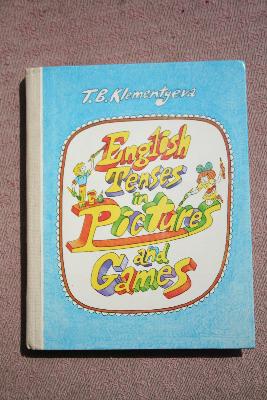 T.B. Klementyeva
English
Tenses
in
Pictures
and
Games